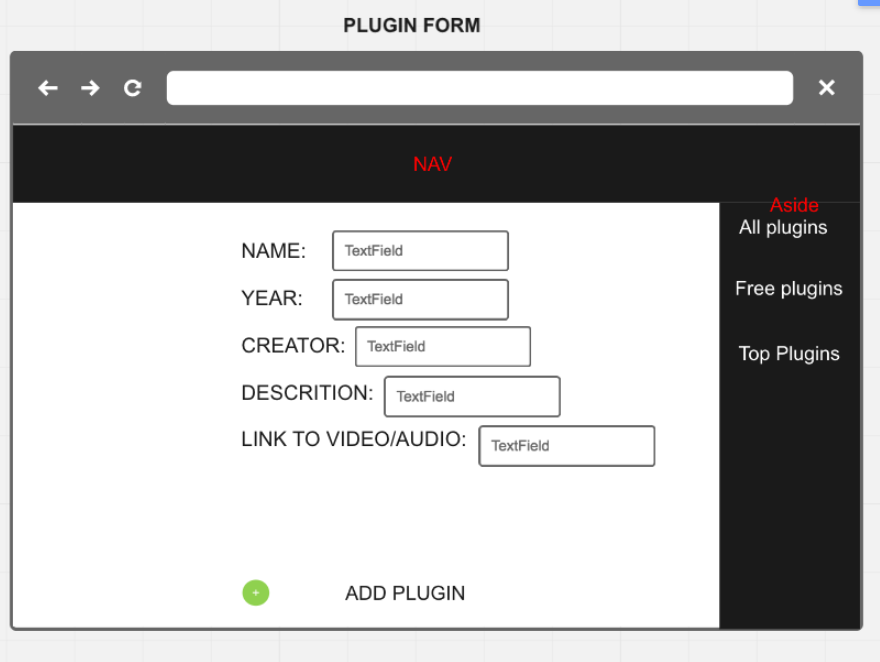 PLUGIN FORM
NAV
Aside
All plugins
Free plugins
Top Plugins
NAME: TextField
YEAR: TextField
CREATOR: TextField
DESCRITION: TextField
LINK TO VIDEO/AUDIO: TextField
+ ADD PLUGIN